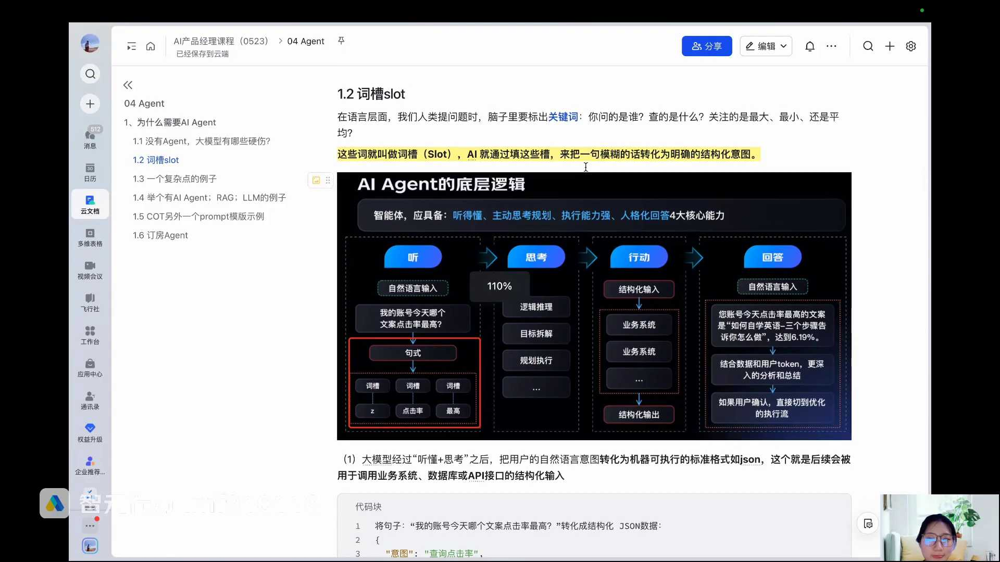 AI产品经理课程（0523）
04 Agent
已经保存到云端
分享
编辑
512
消息
30
日历
云文档
多维表格
视频会议
飞行社
工作台
应用中心
通讯录
权益升级
企业推荐...
04 Agent
1、为什么需要AI Agent
1.1 没有Agent，大模型有哪些硬伤？
1.2 词槽slot
1.3 一个复杂点的例子
1.4 举个有AI Agent；RAG；LLM的例子
1.5 COT另外一个prompt模版示例
1.6 订房Agent
1.2 词槽slot
在语言层面，我们人类提问题时，脑子里要标出关键词：你问的是谁？查的是什么？关注的是最大、最小、还是平
均？
这些词就叫做词槽（Slot），AI 就通过填这些槽，来把一句模糊的话转化为明确的结构化意图。
AI Agent的底层逻辑
智能体，应具备：听得懂、主动思考规划、执行能力强、人格化回答4大核心能力
听
思考
行动
回答
自然语言输入
我的账号今天哪个
文案点击率最高？
句式
词槽
词槽
词槽
z
点击率
最高
110%
逻辑推理
目标拆解
规划执行
...
结构化输入
业务系统
业务系统
...
结构化输出
自然语言输入
您账号今天点击率最高的文案
是“如何自学英语-三个步骤告
诉你怎么做”，达到6.19%。
结合数据和用户token，更深
入的分析和总结
如果用户确认，直接切到优化
的执行流
（1）大模型经过“听懂+思考”之后，把用户的自然语言意图转化为机器可执行的标准格式如json，这个就是后续会被
用于调用业务系统、数据库或API接口的结构化输入
代码块
1 将句子：“我的账号今天哪个文案点击率最高？”转化成结构化 JSON数据：
2 {
3 "意图": "查询点击率",